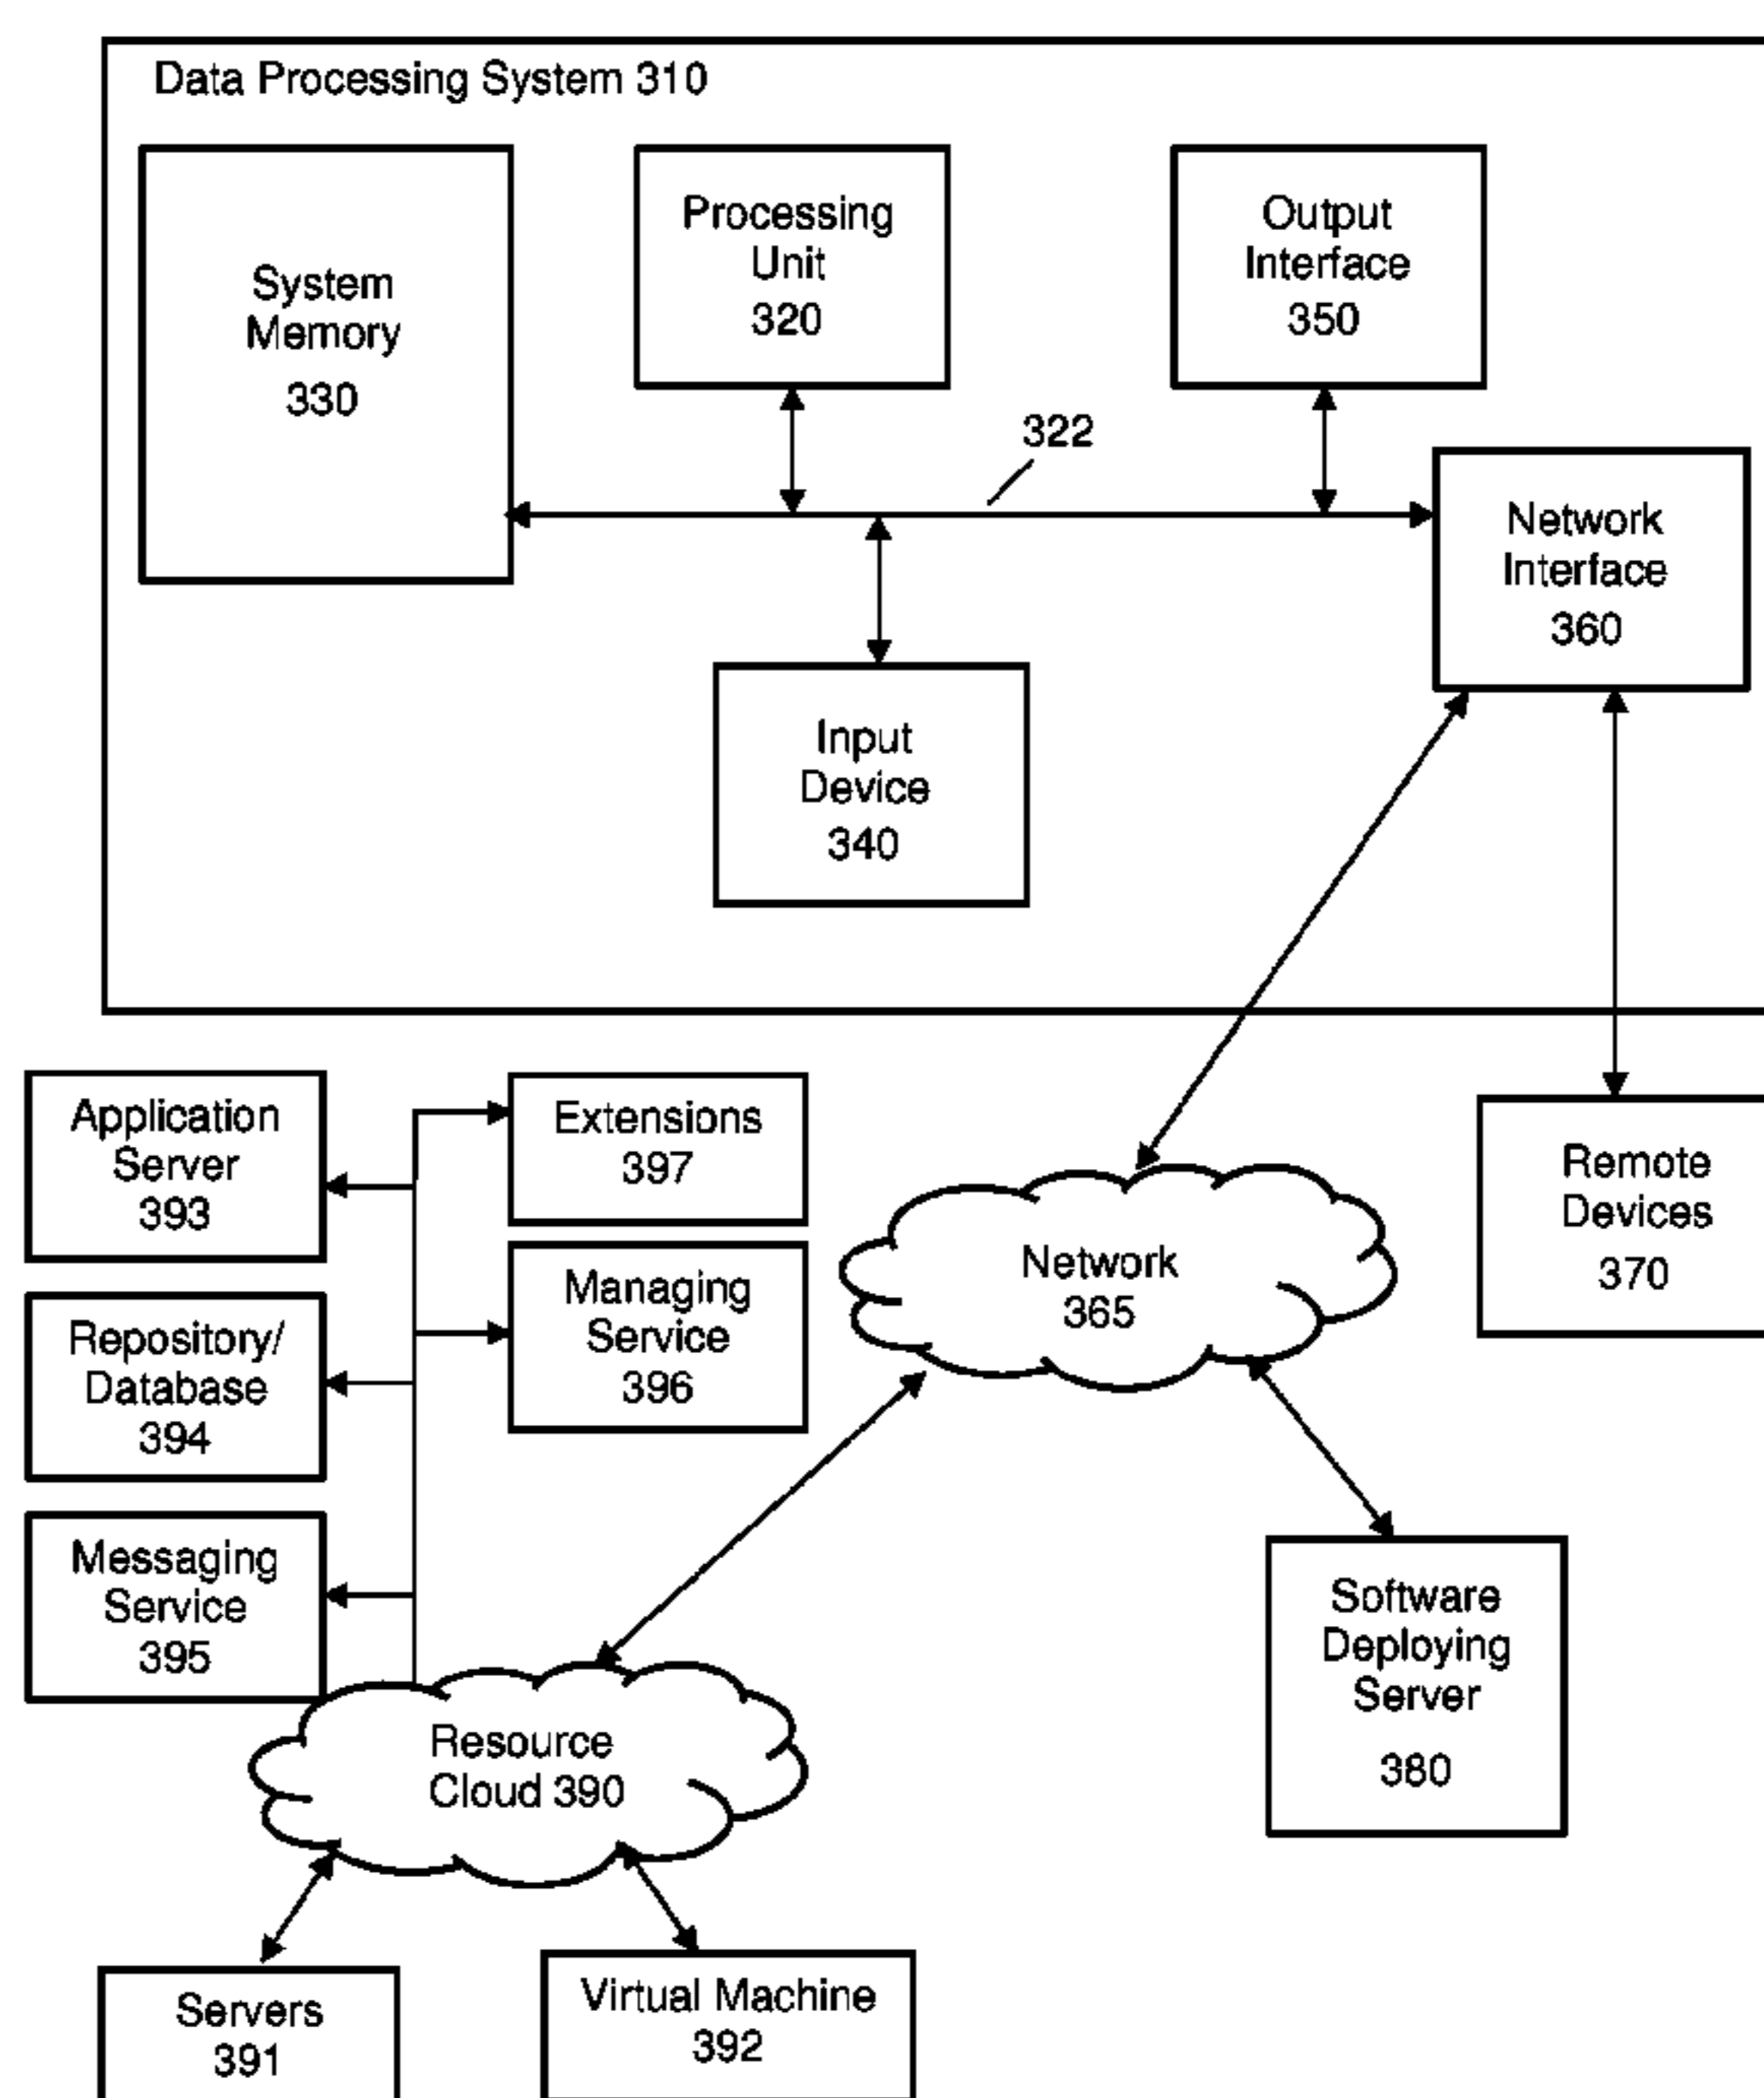 Data Processing System 310
System
Memory
330
Processing
Unit
320
Output
Interface
350
322
Network
Interface
360
Input
Device
340
Application
Server
393
Extensions
397
Managing
Service
396
Repository/
Database
394
Messaging
Service
395
Network
365
Remote
Devices
370
Software
Deploying
Server
380
Resource
Cloud 390
Servers
391
Virtual Machine
392